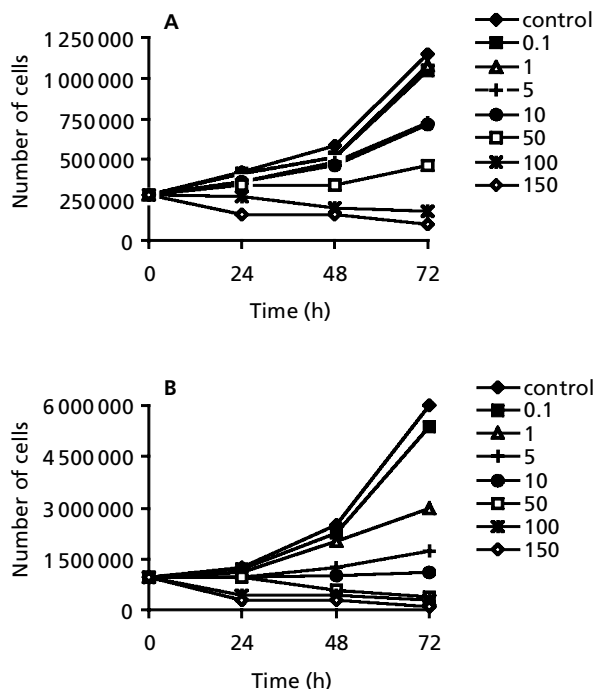 A
Number of cells
1 250 000
1 000 000
750 000
500 000
250 000
0
0 24 48 72
Time (h)
control
0.1
1
5
10
50
100
150
B
Number of cells
6 000 000
4 500 000
3 000 000
1 500 000
0
0 24 48 72
Time (h)
control
0.1
1
5
10
50
100
150